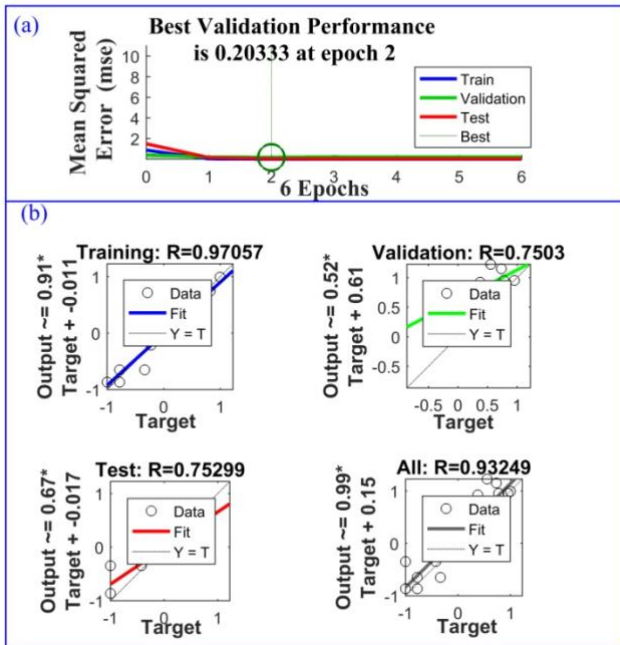 (a)
Best Validation Performance
is 0.20333 at epoch 2
Mean Squared
Error (mse)
10
8
6
4
2
Train
Validation
Test
Best
0
1
2
3
4
5
6
6 Epochs
(b)
Training: R=0.97057
Output ~= 0.91*
Target + -0.011
1
0
-1
Data
Fit
Y = T
-1
0
1
Target
Validation: R=0.7503
Output ~= 0.52*
Target + 0.61
1
0.5
0
-0.5
Data
Fit
Y = T
-0.5
0
0.5
1
Target
Test: R=0.75299
Output ~= 0.67*
Target + -0.017
1
0
-1
Data
Fit
Y = T
-1
0
1
Target
All: R=0.93249
Output ~= 0.99*
Target + 0.15
1
0
-1
Data
Fit
Y = T
-1
0
1
Target